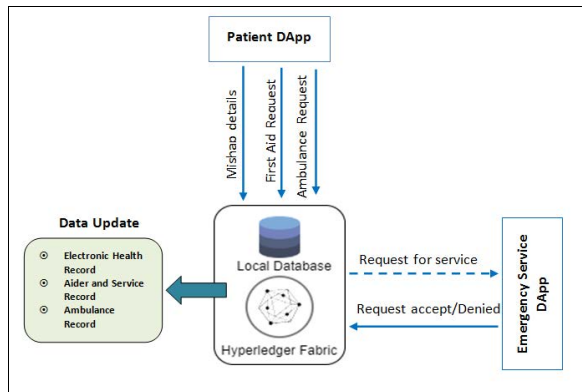 Patient DApp
Mishap details
First Aid Request
Ambulance Request
Data Update
Electronic Health
Record
Aider and Service
Record
Ambulance
Record
Local Database
Hyperledger Fabric
Request for service
Request accept/Denied
Emergency Service
DApp